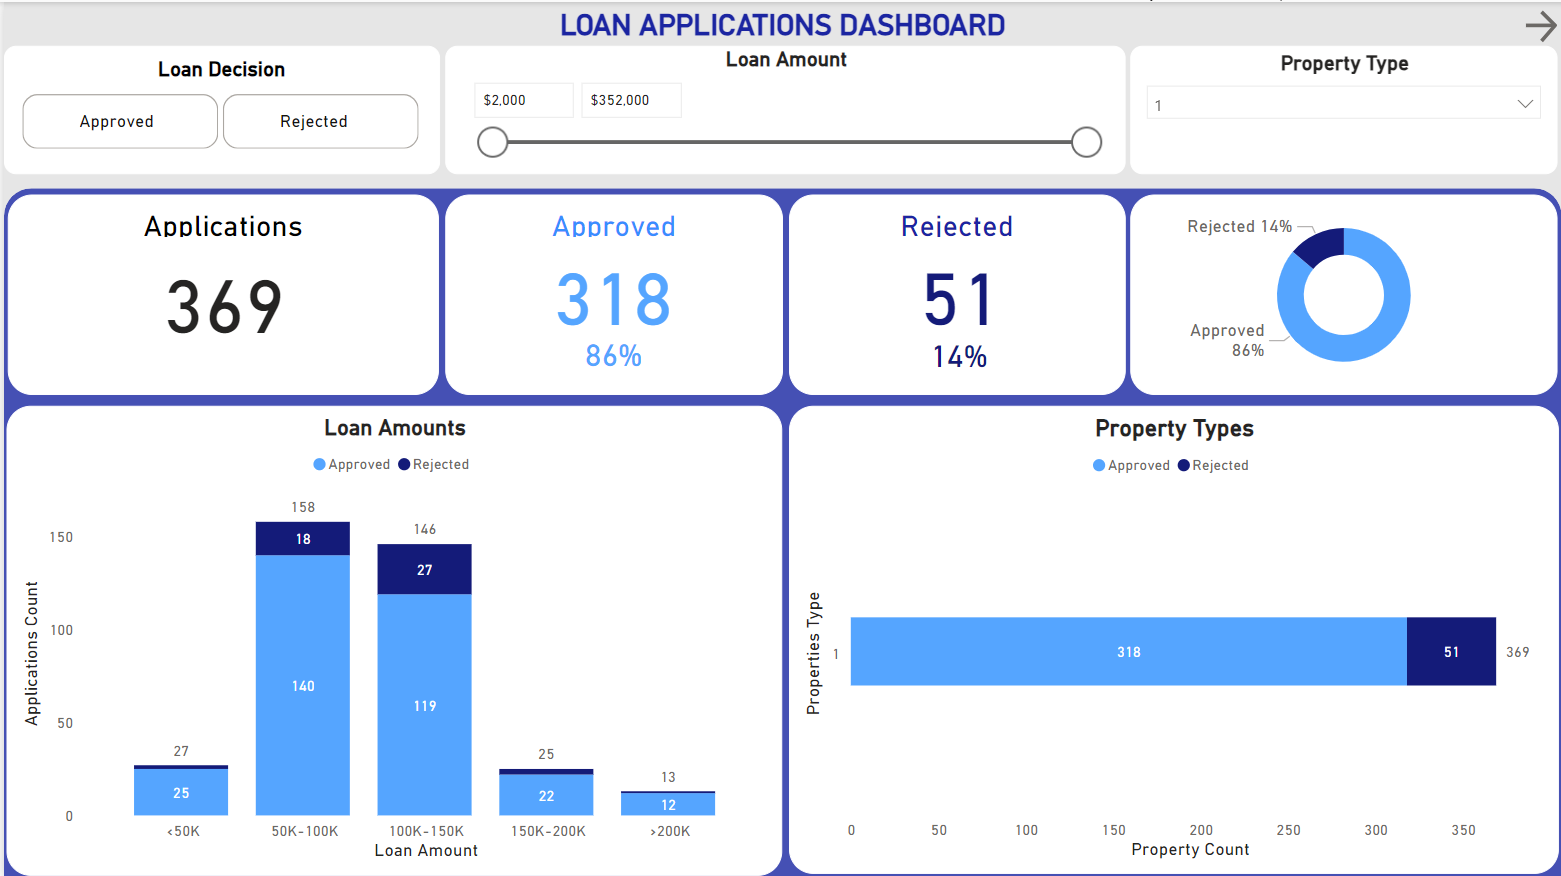 LOAN APPLICATIONS DASHBOARD
Loan Decision
Approved
Rejected
Loan Amount
$2,000
$352,000
Property Type
1
Applications
369
Approved
318
86%
Rejected
51
14%
Rejected 14%
Approved
86%
Loan Amounts
Approved Rejected
Applications Count
150
100
50
0
158
18
140
146
27
119
27
25
25
22
13
12
<50K 50K-100K 100K-150K 150K-200K >200K
Loan Amount
Property Types
Approved Rejected
Properties Type
1
318 51 369
0 50 100 150 200 250 300 350
Property Count